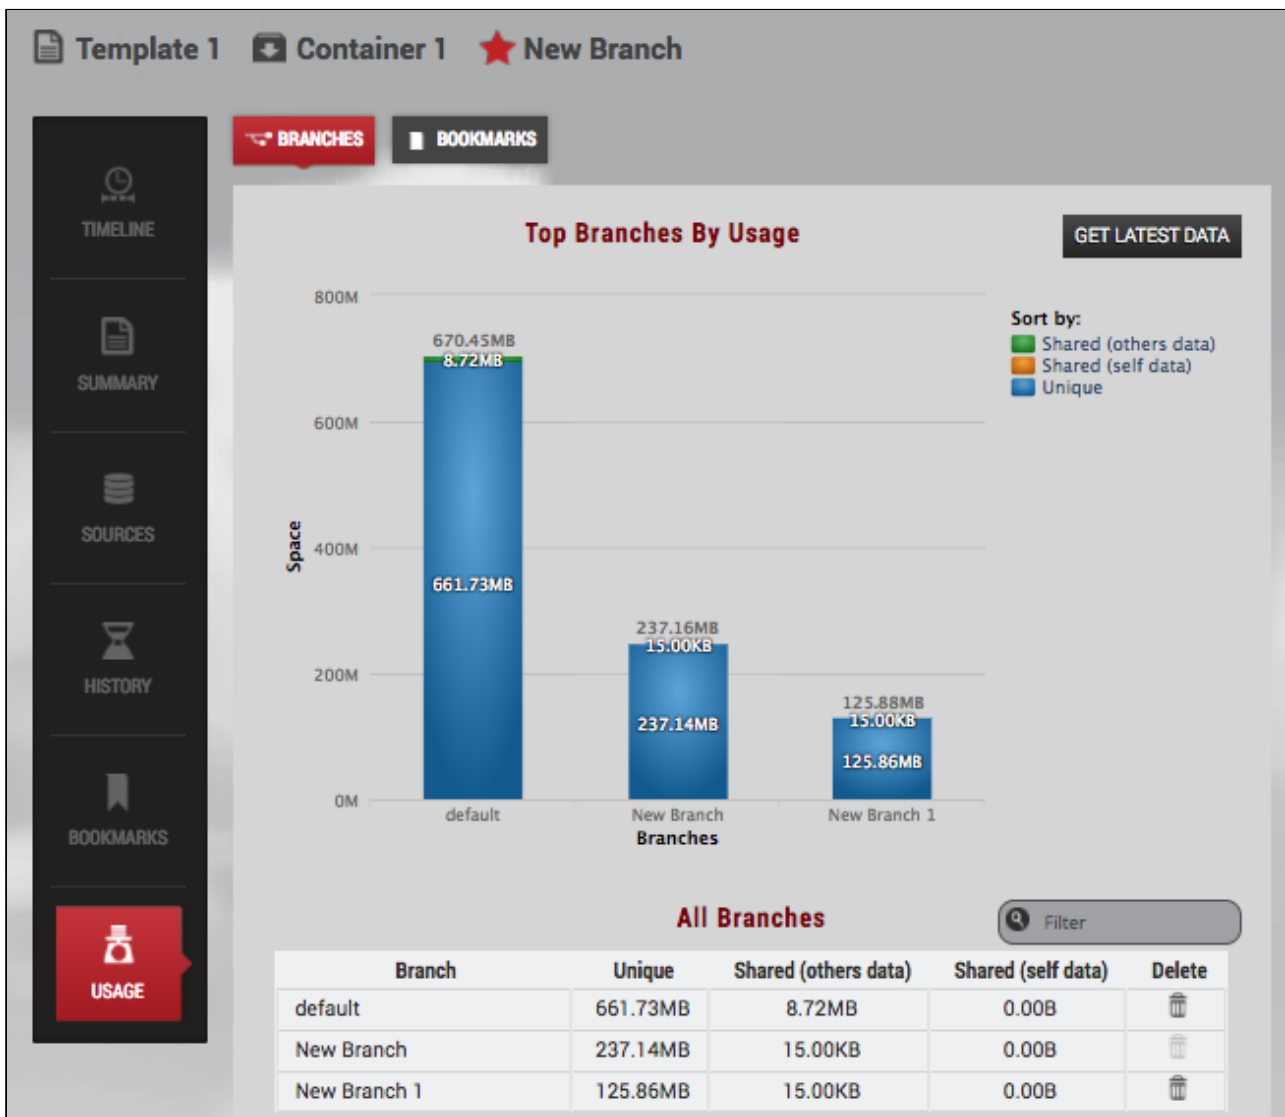 Template 1 Container 1 New Branch
BRANCHES BOOKMARKS
TIMELINE
SUMMARY
SOURCES
HISTORY
BOOKMARKS
USAGE
Top Branches By Usage
GET LATEST DATA
Sort by:
Shared (others data)
Shared (self data)
Unique
Space
800M
600M
400M
200M
0M
670.45MB
8.72MB
661.73MB
237.16MB
15.00KB
237.14MB
125.88MB
15.00KB
125.86MB
default New Branch New Branch 1
Branches
All Branches
Filter
Branch Unique Shared (others data) Shared (self data) Delete
default 661.73MB 8.72MB 0.00B
New Branch 237.14MB 15.00KB 0.00B
New Branch 1 125.86MB 15.00KB 0.00B